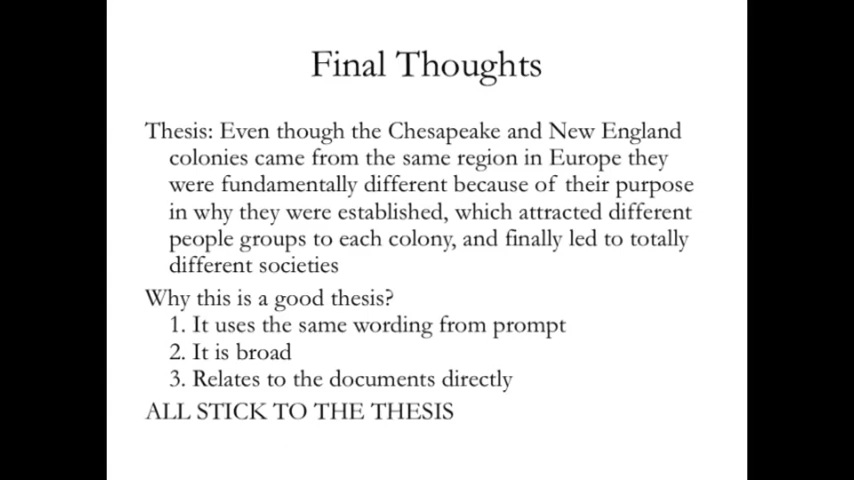 Final Thoughts
Thesis: Even though the Chesapeake and New England
colonies came from the same region in Europe they
were fundamentally different because of their purpose
in why they were established, which attracted different
people groups to each colony, and finally led to totally
different societies
Why this is a good thesis?
1. It uses the same wording from prompt
2. It is broad
3. Relates to the documents directly
ALL STICK TO THE THESIS